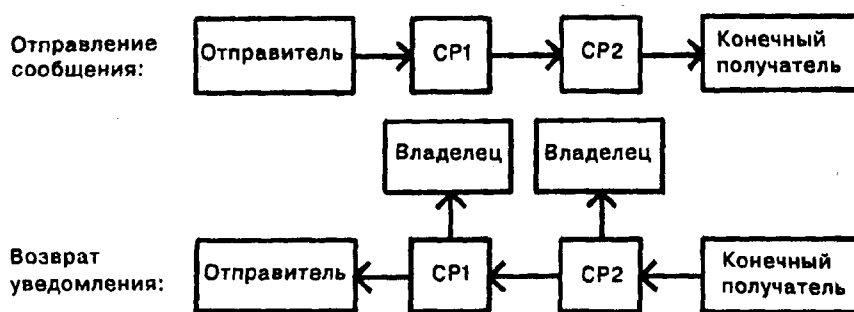 Отправление
сообщения:
Отправитель
СР1
СР2
Конечный
получатель
Владелец
Владелец
Возврат
уведомления:
Отправитель
СР1
СР2
Конечный
получатель